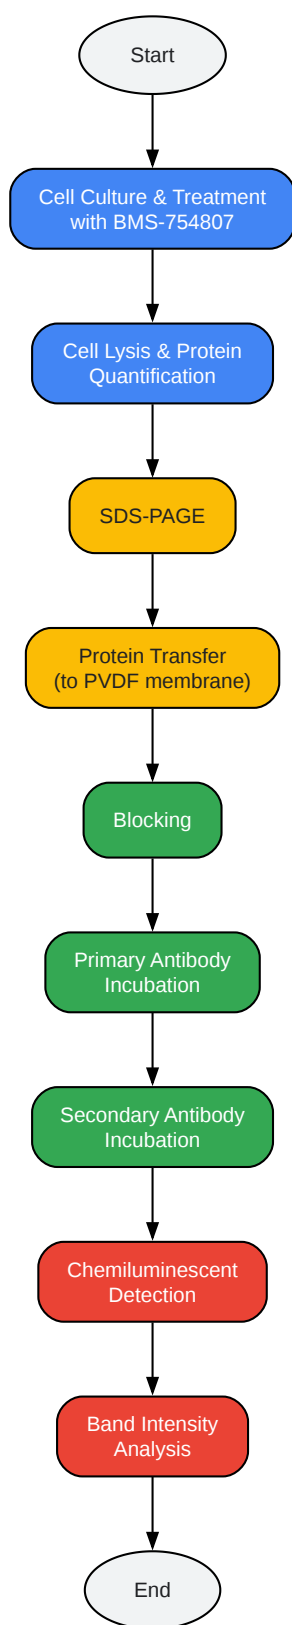 Start
Cell Culture & Treatment
with BMS-754807
Cell Lysis & Protein
Quantification
SDS-PAGE
Protein Transfer
(to PVDF membrane)
Blocking
Primary Antibody
Incubation
Secondary Antibody
Incubation
Chemiluminescent
Detection
Band Intensity
Analysis
End